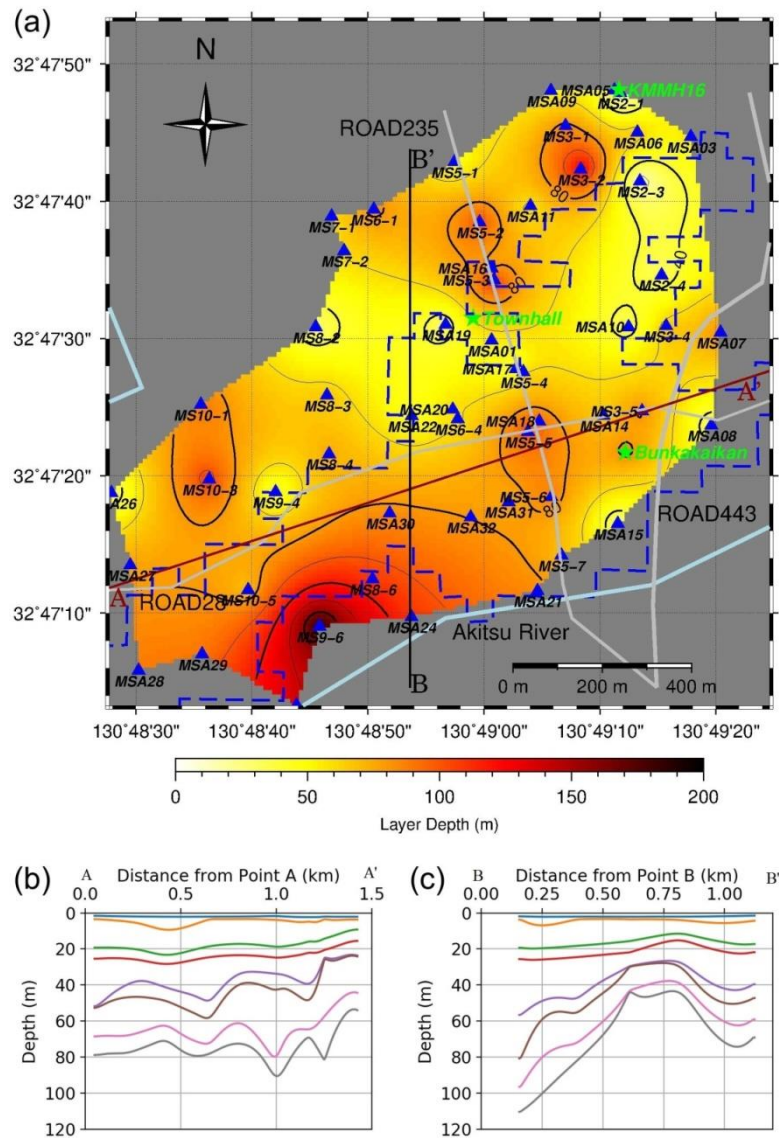 (a)
N
32°47'50"
32°47'40"
32°47'30"
32°47'20"
32°47'10"
130°48'30"
130°48'40"
130°48'50"
130°49'00"
130°49'10"
130°49'20"
MSA05
KMMH16
MSA09
MS2-1
ROAD235
MS3-1
MSA06
MSA03
B'
MS5-1
MS3-2
MS2-3
80
MS6-1
MSA11
MS7-1
MS5-2
MS7-2
MSA16
MS5-3
80
40
MS2-4
MS8-2
MSA19
Townhall
MSA10
MS3-4
MSA07
MSA01
MSA17
MS5-4
A'
MS10-1
MS8-3
MSA20
MSA22
MS6-4
MSA18
MS5-5
MS3-5
MSA14
MSA08
MS8-4
Bunkakaikan
MS10-3
MS9-4
A26
MS5-6
80
MSA31
MSA30
MSA32
MSA15
ROAD443
MSA27
MS5-7
A
ROAD28
MS10-5
MS8-6
MSA21
MS9-6
MSA24
Akitsu River
MSA29
MSA28
B
0 m
200 m
400 m
0
50
100
150
200
Layer Depth (m)
(b)
A
Distance from Point A (km)
A'
0.0
0.5
1.0
1.5
0
20
40
60
80
100
120
Depth (m)
(c)
B
Distance from Point B (km)
B'
0.00
0.25
0.50
0.75
1.00
0
20
40
60
80
100
120
Depth (m)